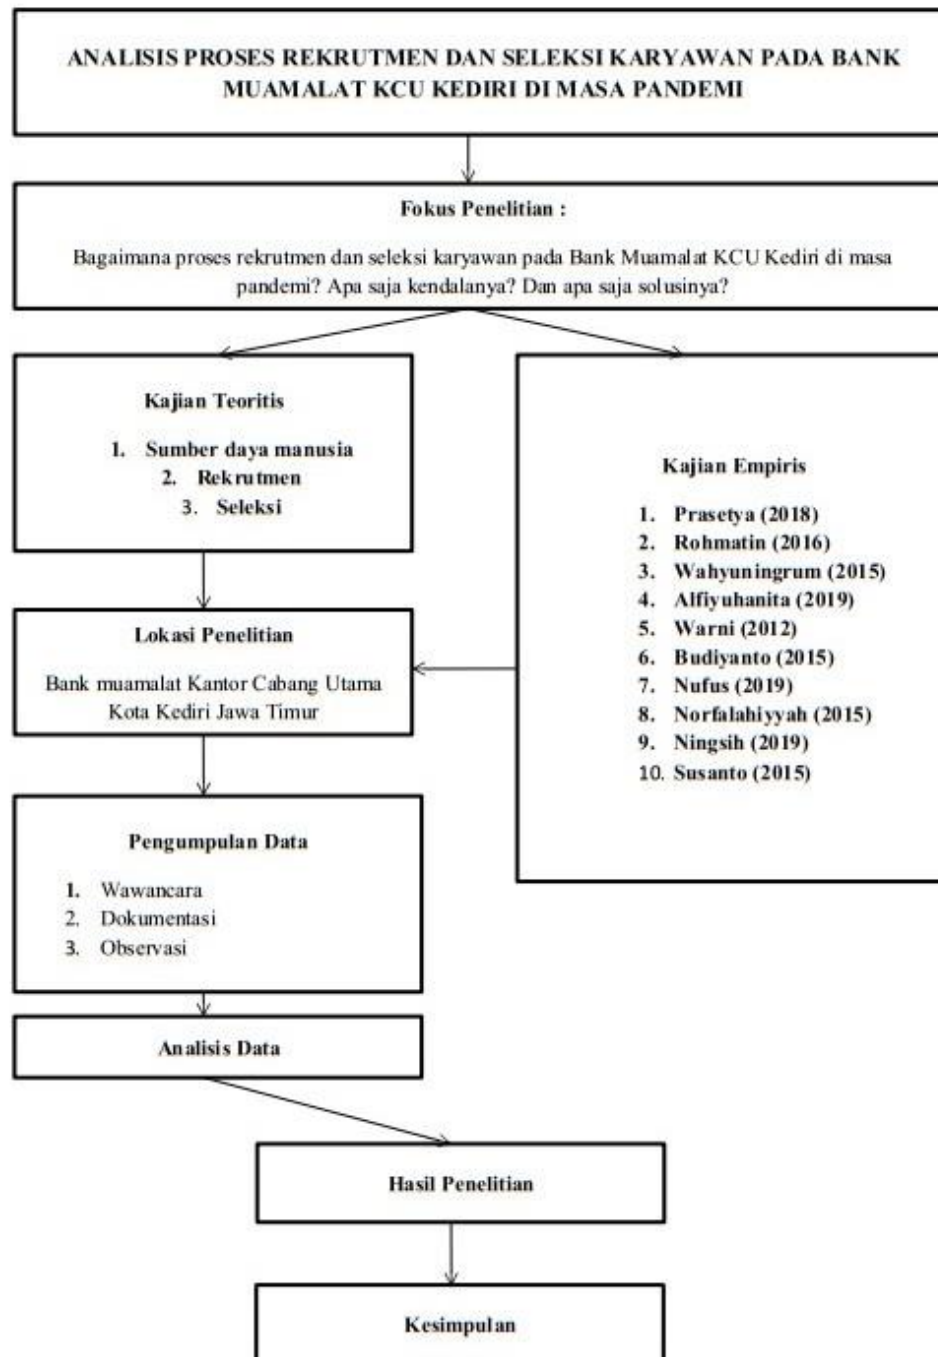 ANALISIS PROSES REKRUTMEN DAN SELEKSI KARYAWAN PADA BANK
MUAMALAT KCU KEDIRI DI MASA PANDEMI
Fokus Penelitian :
Bagaimana proses rekrutmen dan seleksi karyawan pada Bank Muamalat KCU Kediri di masa
pandemi? Apa saja kendalanya? Dan apa saja solusinya?
Kajian Teoritis
1. Sumber daya manusia
2. Rekrutmen
3. Seleksi
Kajian Empiris
1. Prasetya (2018)
2. Rohmatin (2016)
3. Wahyuningrum (2015)
4. Alfiyuhanita (2019)
5. Warni (2012)
6. Budiyanto (2015)
7. Nufus (2019)
8. Norfalahiyyah (2015)
9. Ningsih (2019)
10. Susanto (2015)
Lokasi Penelitian
Bank muamalat Kantor Cabang Utama
Kota Kediri Jawa Timur
Pengumpulan Data
1. Wawancara
2. Dokumentasi
3. Observasi
Analisis Data
Hasil Penelitian
Kesimpulan